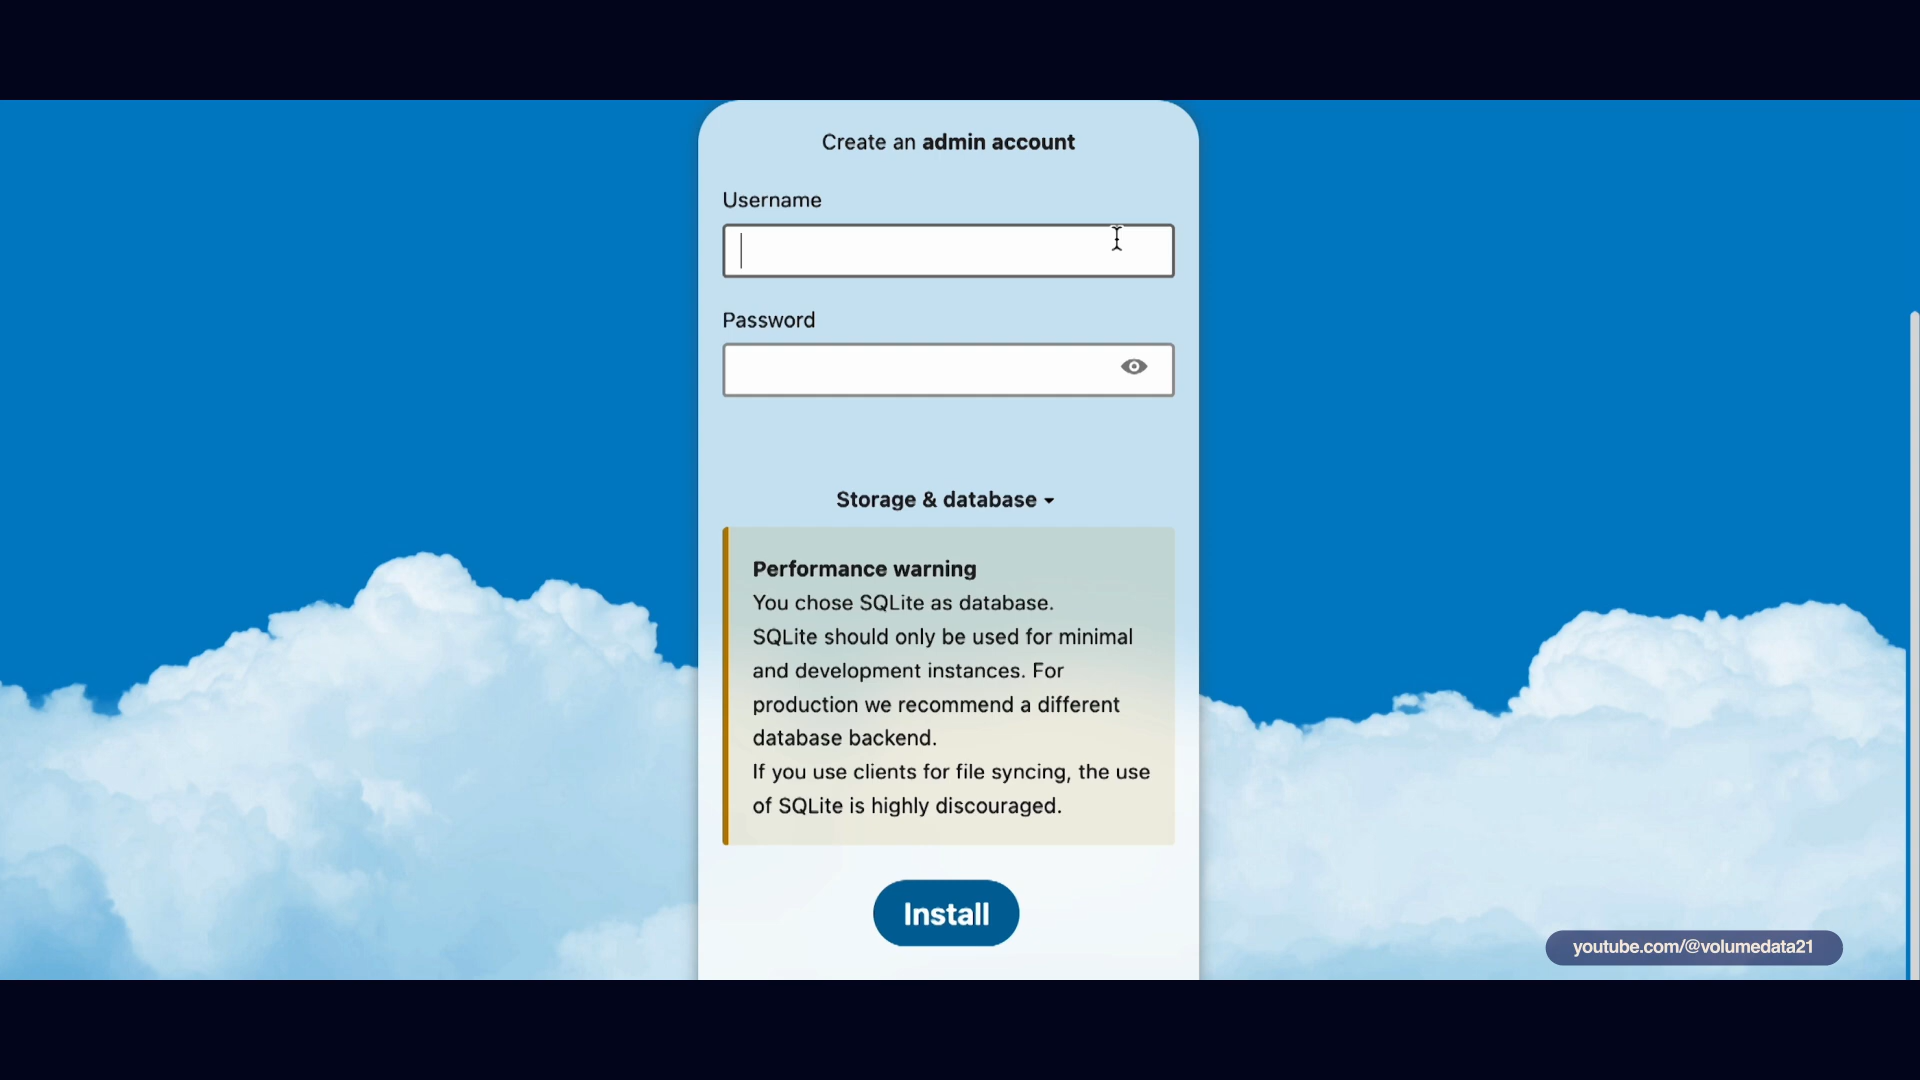 Create an admin account
Username
Password
Storage & database
Performance warning
You chose SQLite as database.
SQLite should only be used for minimal
and development instances. For
production we recommend a different
database backend.
If you use clients for file syncing, the use
of SQLite is highly discouraged.
Install
youtube.com/@volumedata21